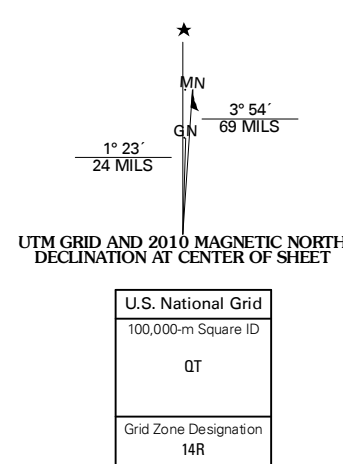 MN
3° 54´
69 MILS
GN
1° 23´
24 MILS
UTM GRID AND 2010 MAGNETIC NORTH
DECLINATION AT CENTER OF SHEET
U.S. National Grid
100,000-m Square ID
QT
Grid Zone Designation
14R